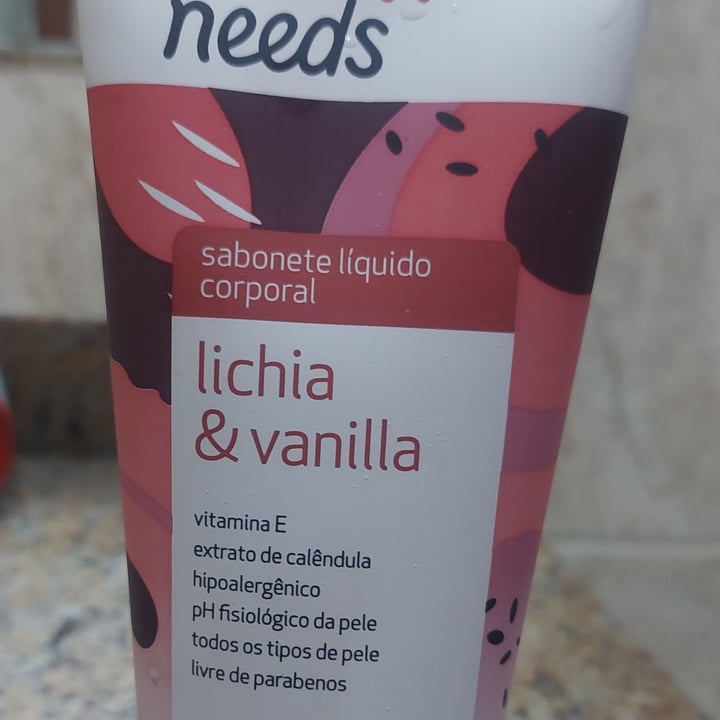 needs
sabonete líquido
corporal
lichia
& vanilla
vitamina E
extrato de calêndula
hipoalergênico
pH fisiológico da pele
todos os tipos de pele
livre de parabenos